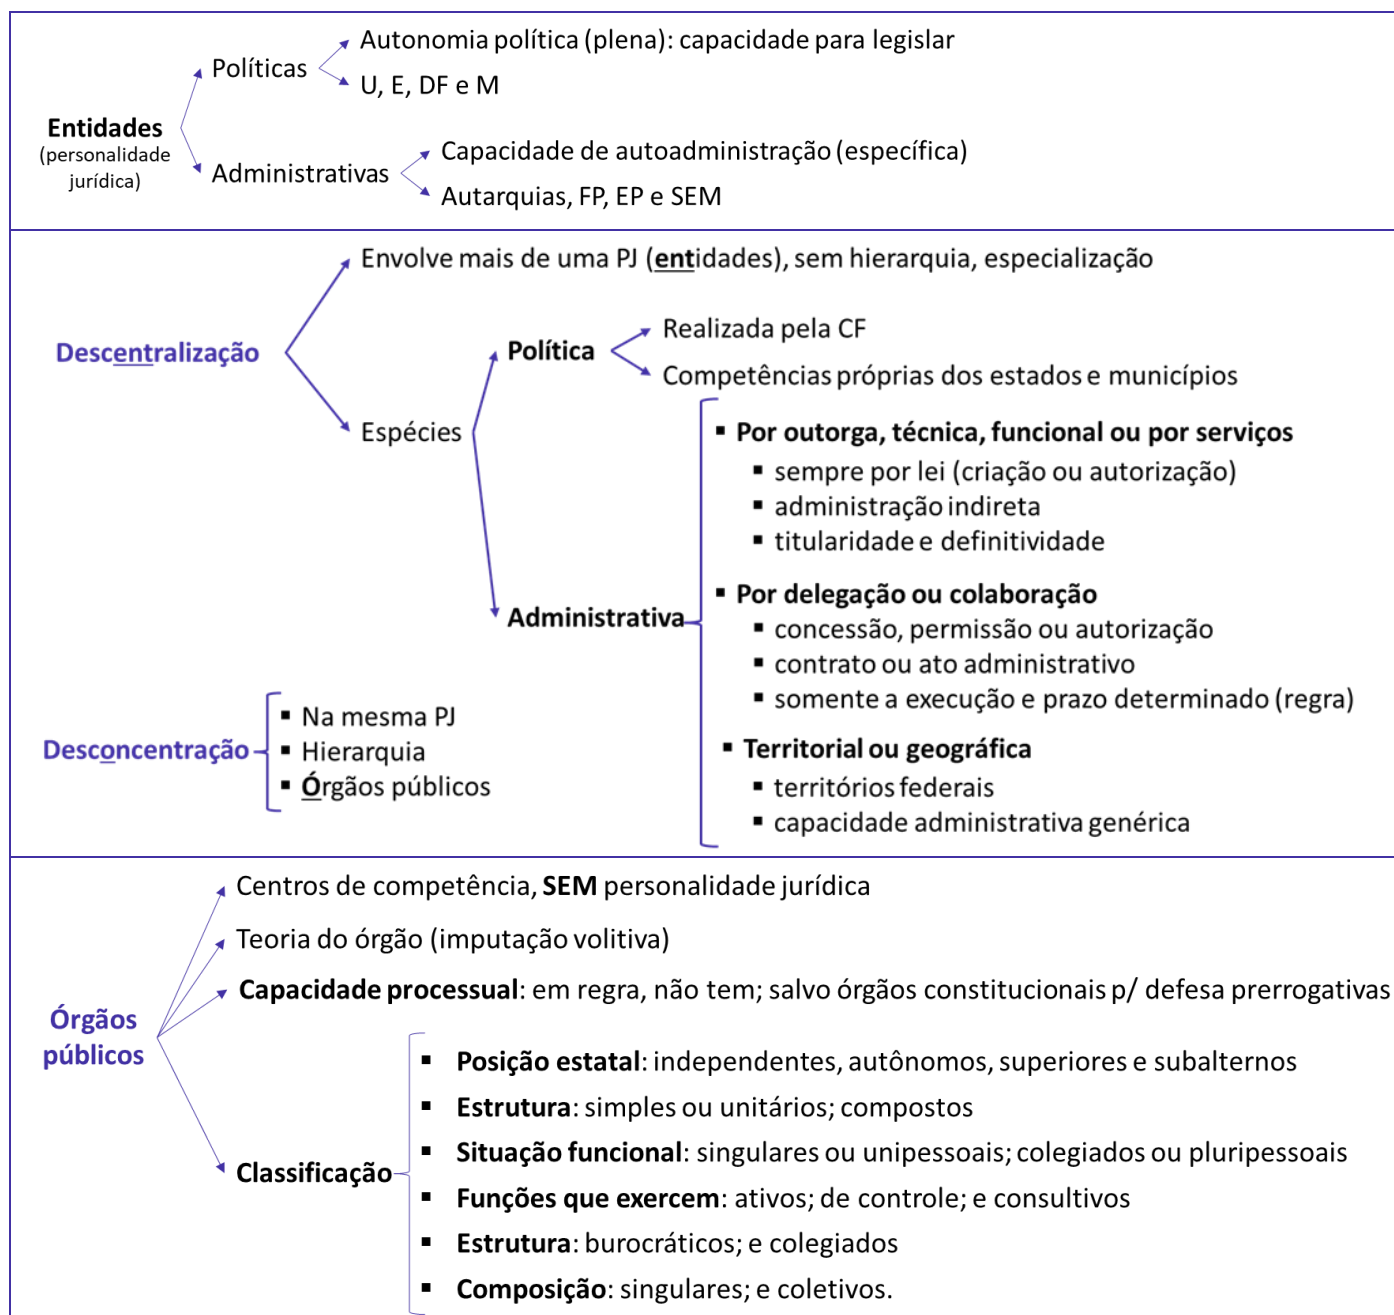 Autonomia política (plena): capacidade para legislar
Políticas
U, E, DF e M
Entidades
(personalidade
jurídica)
Capacidade de autoadministração (específica)
Administrativas
Autarquias, FP, EP e SEM
Envolve mais de uma PJ (entidades), sem hierarquia, especialização
Descentralização
Espécies
Política
Realizada pela CF
Competências próprias dos estados e municípios
Administrativa
▪ Por outorga, técnica, funcional ou por serviços
▪ sempre por lei (criação ou autorização)
▪ administração indireta
▪ titularidade e definitividade
▪ Por delegação ou colaboração
▪ concessão, permissão ou autorização
▪ contrato ou ato administrativo
▪ somente a execução e prazo determinado (regra)
▪ Territorial ou geográfica
▪ territórios federais
▪ capacidade administrativa genérica
Desconcentração
▪ Na mesma PJ
▪ Hierarquia
▪ Órgãos públicos
Órgãos
públicos
Centros de competência, SEM personalidade jurídica
Teoria do órgão (imputação volitiva)
Capacidade processual: em regra, não tem; salvo órgãos constitucionais p/ defesa prerrogativas
Classificação
▪ Posição estatal: independentes, autônomos, superiores e subalternos
▪ Estrutura: simples ou unitários; compostos
▪ Situação funcional: singulares ou unipessoais; colegiados ou pluripessoais
▪ Funções que exercem: ativos; de controle; e consultivos
▪ Estrutura: burocráticos; e colegiados
▪ Composição: singulares; e coletivos.